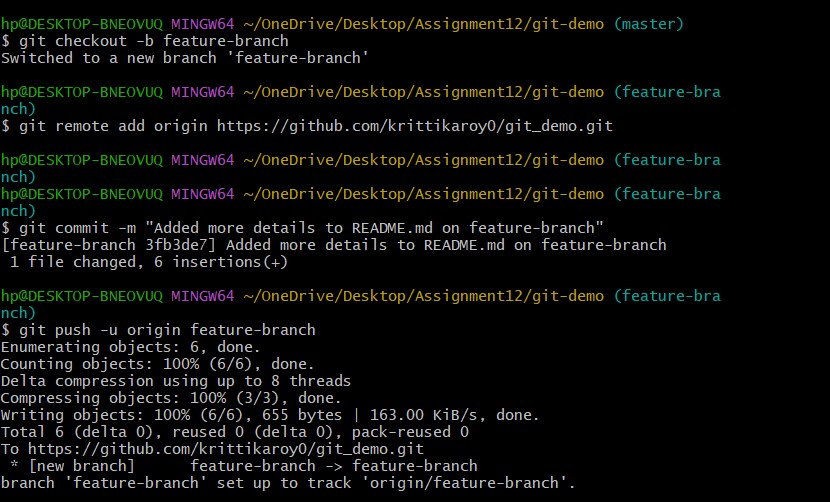 hp@DESKTOP-BNEOVUQ MINGW64 ~/OneDrive/Desktop/Assignment12/git-demo (master)
$ git checkout -b feature-branch
Switched to a new branch 'feature-branch'
hp@DESKTOP-BNEOVUQ MINGW64 ~/OneDrive/Desktop/Assignment12/git-demo (feature-bra
nch)
$ git remote add origin https://github.com/krittikaroy0/git_demo.git
hp@DESKTOP-BNEOVUQ MINGW64 ~/OneDrive/Desktop/Assignment12/git-demo (feature-bra
nch)
hp@DESKTOP-BNEOVUQ MINGW64 ~/OneDrive/Desktop/Assignment12/git-demo (feature-bra
nch)
$ git commit -m "Added more details to README.md on feature-branch"
[feature-branch 3fb3de7] Added more details to README.md on feature-branch
 1 file changed, 6 insertions(+)
hp@DESKTOP-BNEOVUQ MINGW64 ~/OneDrive/Desktop/Assignment12/git-demo (feature-bra
nch)
$ git push -u origin feature-branch
Enumerating objects: 6, done.
Counting objects: 100% (6/6), done.
Delta compression using up to 8 threads
Compressing objects: 100% (3/3), done.
Writing objects: 100% (6/6), 655 bytes | 163.00 KiB/s, done.
Total 6 (delta 0), reused 0 (delta 0), pack-reused 0
To https://github.com/krittikaroy0/git_demo.git
 * [new branch]      feature-branch -> feature-branch
branch 'feature-branch' set up to track 'origin/feature-branch'.